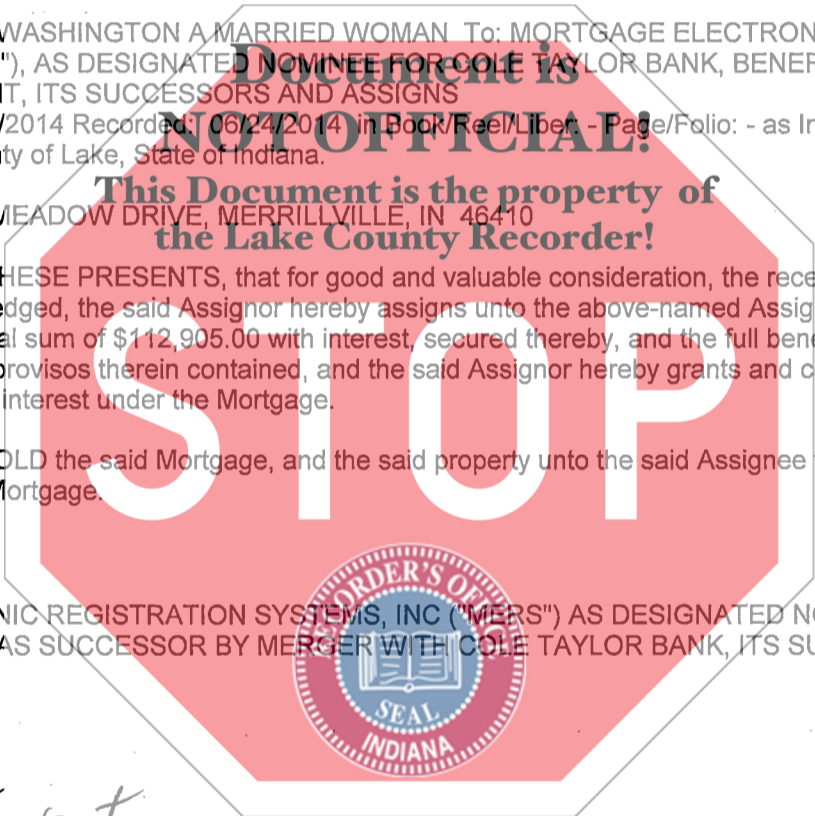 WASHINGTON A MARRIED WOMAN To: MORTGAGE ELECTRON
"), AS DESIGNATED NOMINEE FOR COLE TAYLOR BANK, BENEF
Document is
T, ITS SUCCESSORS AND ASSIGNS
/2014 Recorded: 06/24/2014 in Book/Reel/Liber: - Page/Folio: - as In
NOT OFFICIAL!
ty of Lake, State of Indiana.
This Document is the property of
MEADOW DRIVE, MERRILLVILLE, IN 46410
the Lake County Recorder!
HESE PRESENTS, that for good and valuable consideration, the rece
dged, the said Assignor hereby assigns unto the above-named Assig
al sum of $112,905.00 with interest, secured thereby, and the full bene
rovisos therein contained, and the said Assignor hereby grants and c
interest under the Mortgage.
STOP
OLD the said Mortgage, and the said property unto the said Assignee
Mortgage.
NIC REGISTRATION SYSTEMS, INC ("MERS") AS DESIGNATED NO
AS SUCCESSOR BY MERGER WITH COLE TAYLOR BANK, ITS SU
RECORDER'S OFFICE
SEAL
INDIANA